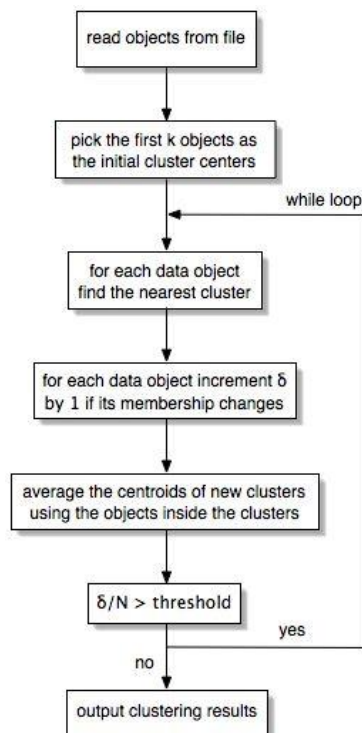 read objects from file
pick the first k objects as
the initial cluster centers
while loop
for each data object
find the nearest cluster
for each data object increment δ
by 1 if its membership changes
average the centroids of new clusters
using the objects inside the clusters
δ/N > threshold
yes
no
output clustering results